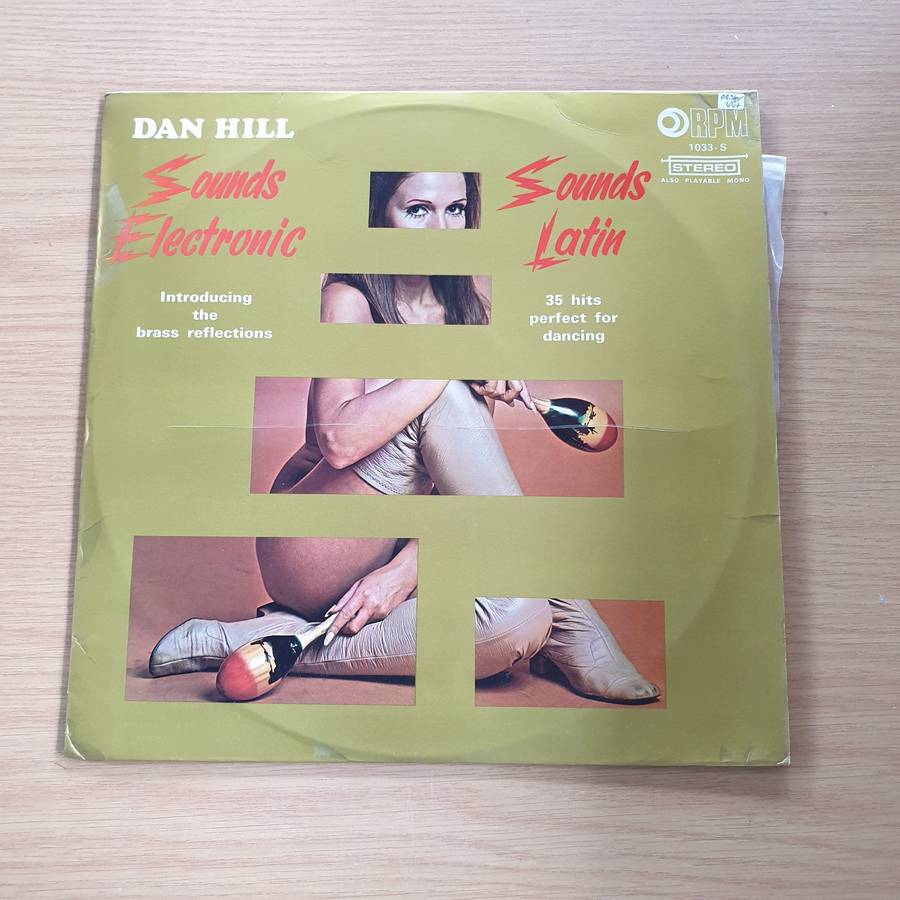 DAN HILL
Sounds
Electronic
Introducing
the
brass reflections
Sounds
Latin
35 hits
perfect for
dancing
RPM
1033-S
STEREO
ALSO PLAYABLE MONO